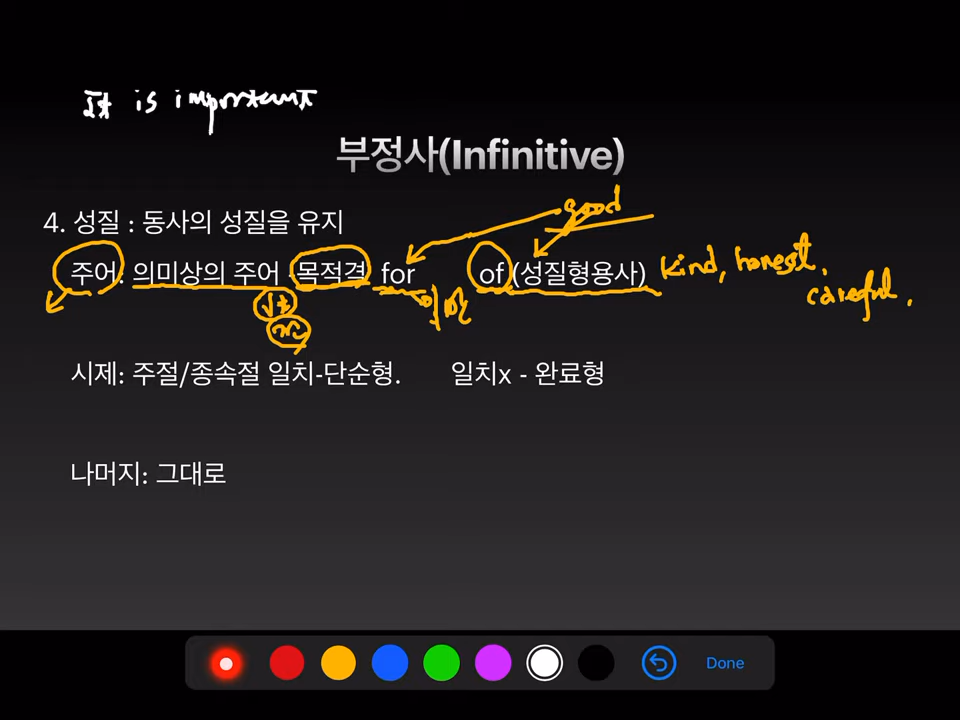 It is important
부정사(Infinitive)
4. 성질 : 동사의 성질을 유지
good
주어: 의미상의 주어 -목적격 for of (성질형용사) kind, honest,
careful.
시제: 주절/종속절 일치-단순형. 일치x - 완료형
나머지: 그대로
Done